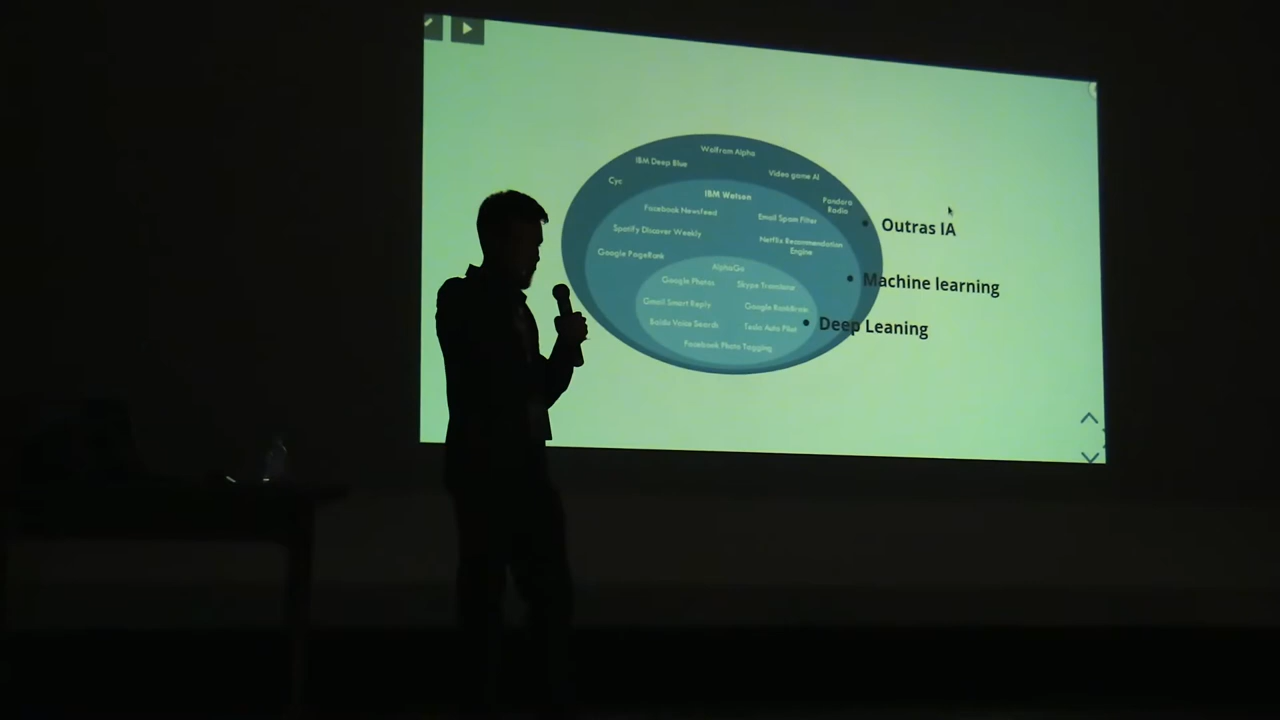 Wolfram Alpha
IBM Deep Blue
Video game AI
Cyc
IBM Watson
Pandora
Radio
Facebook Newsfeed
Email Spam Filter
Spotify Discover Weekly
Netflix Recommendation
Engine
Google PageRank
AlphaGo
Google Photos
Skype Translator
Gmail Smart Reply
Google RankBrain
Baidu Voice Search
Tesla Auto Pilot
Facebook Photo Tagging
Outras IA
Machine learning
Deep Leaning